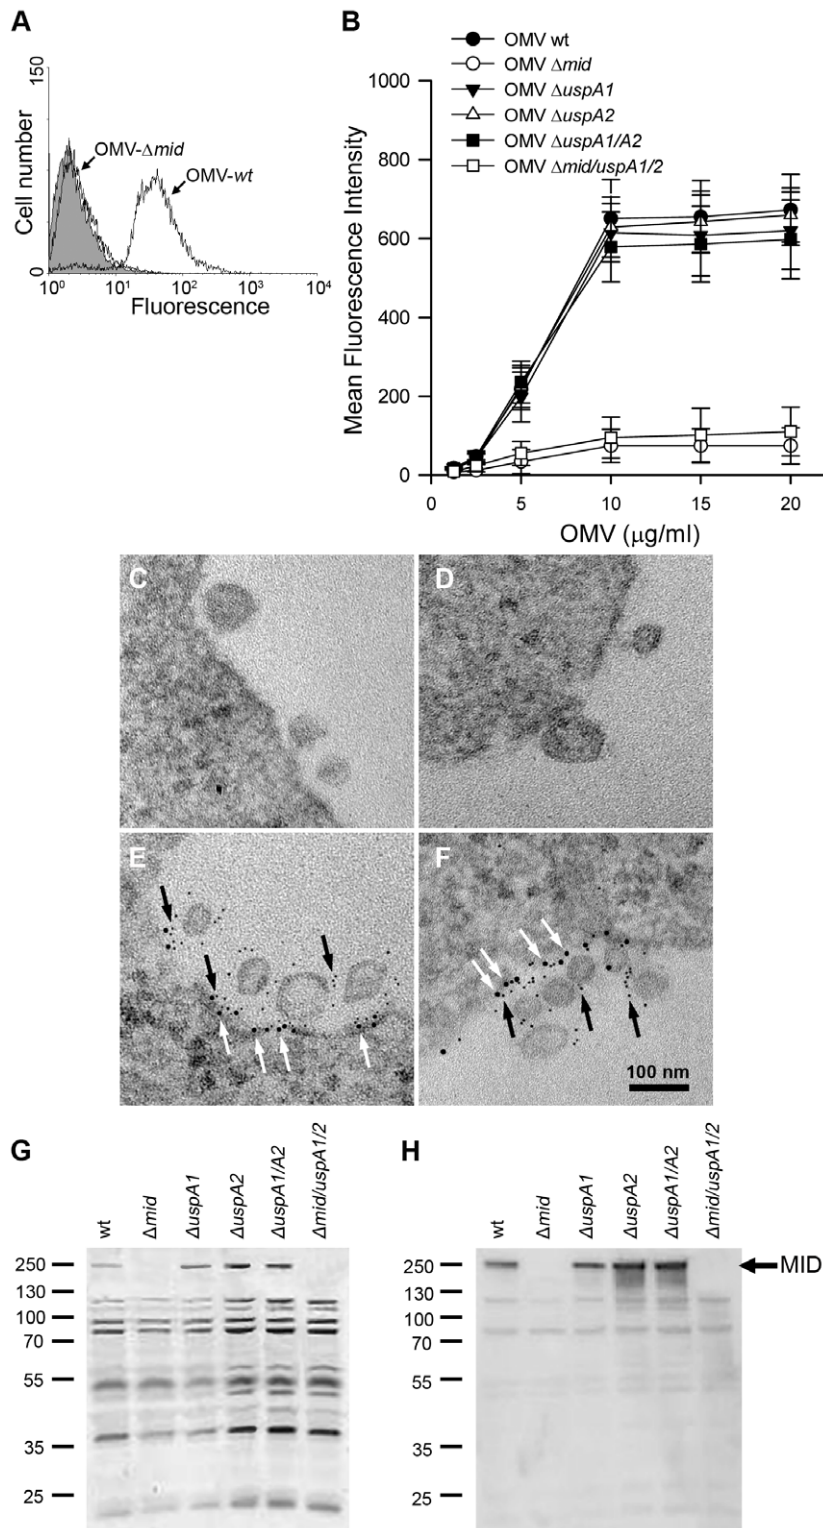 A
150
Cell number
0
OMV-Δmid
OMV-wt
10⁰ 10¹ 10² 10³ 10⁴
Fluorescence
B
OMV wt
OMV Δmid
OMV ΔuspA1
OMV ΔuspA2
OMV ΔuspA1/A2
OMV Δmid/uspA1/2
Mean Fluorescence Intensity
1000
800
600
400
200
0
0 5 10 15 20
OMV (μg/ml)
C
D
E
F
100 nm
G
wt Δmid ΔuspA1 ΔuspA2 ΔuspA1/A2 Δmid/uspA1/2
250
130
100
70
55
35
25
H
wt Δmid ΔuspA1 ΔuspA2 ΔuspA1/A2 Δmid/uspA1/2
250
130
100
70
55
35
25
MID